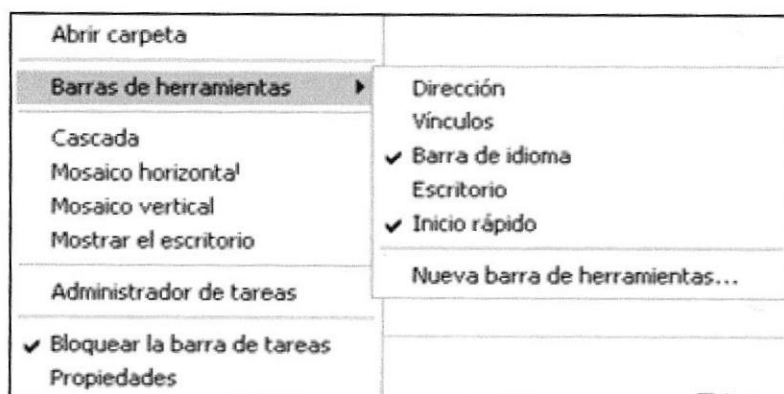 Abrir carpeta
Barras de herramientas
Cascada
Mosaico horizontal
Mosaico vertical
Mostrar el escritorio
Administrador de tareas
Bloquear la barra de tareas
Propiedades
Dirección
Vínculos
Barra de idioma
Escritorio
Inicio rápido
Nueva barra de herramientas...